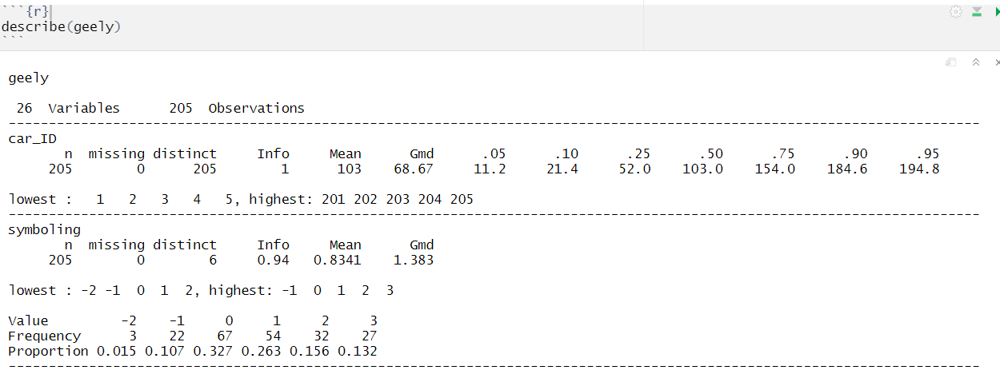 ```{r}
describe(geely)
```
geely
26 Variables 205 Observations
--------------------------------------------------------------------------------
car_ID
n missing distinct Info Mean Gmd .05 .10 .25 .50 .75 .90 .95
205 0 205 1 103 68.67 11.2 21.4 52.0 103.0 154.0 184.6 194.8
lowest : 1 2 3 4 5, highest: 201 202 203 204 205
--------------------------------------------------------------------------------
symboling
n missing distinct Info Mean Gmd
205 0 6 0.94 0.8341 1.383
lowest : -2 -1 0 1 2, highest: -1 0 1 2 3
Value -2 -1 0 1 2 3
Frequency 3 22 67 54 32 27
Proportion 0.015 0.107 0.327 0.263 0.156 0.132
--------------------------------------------------------------------------------